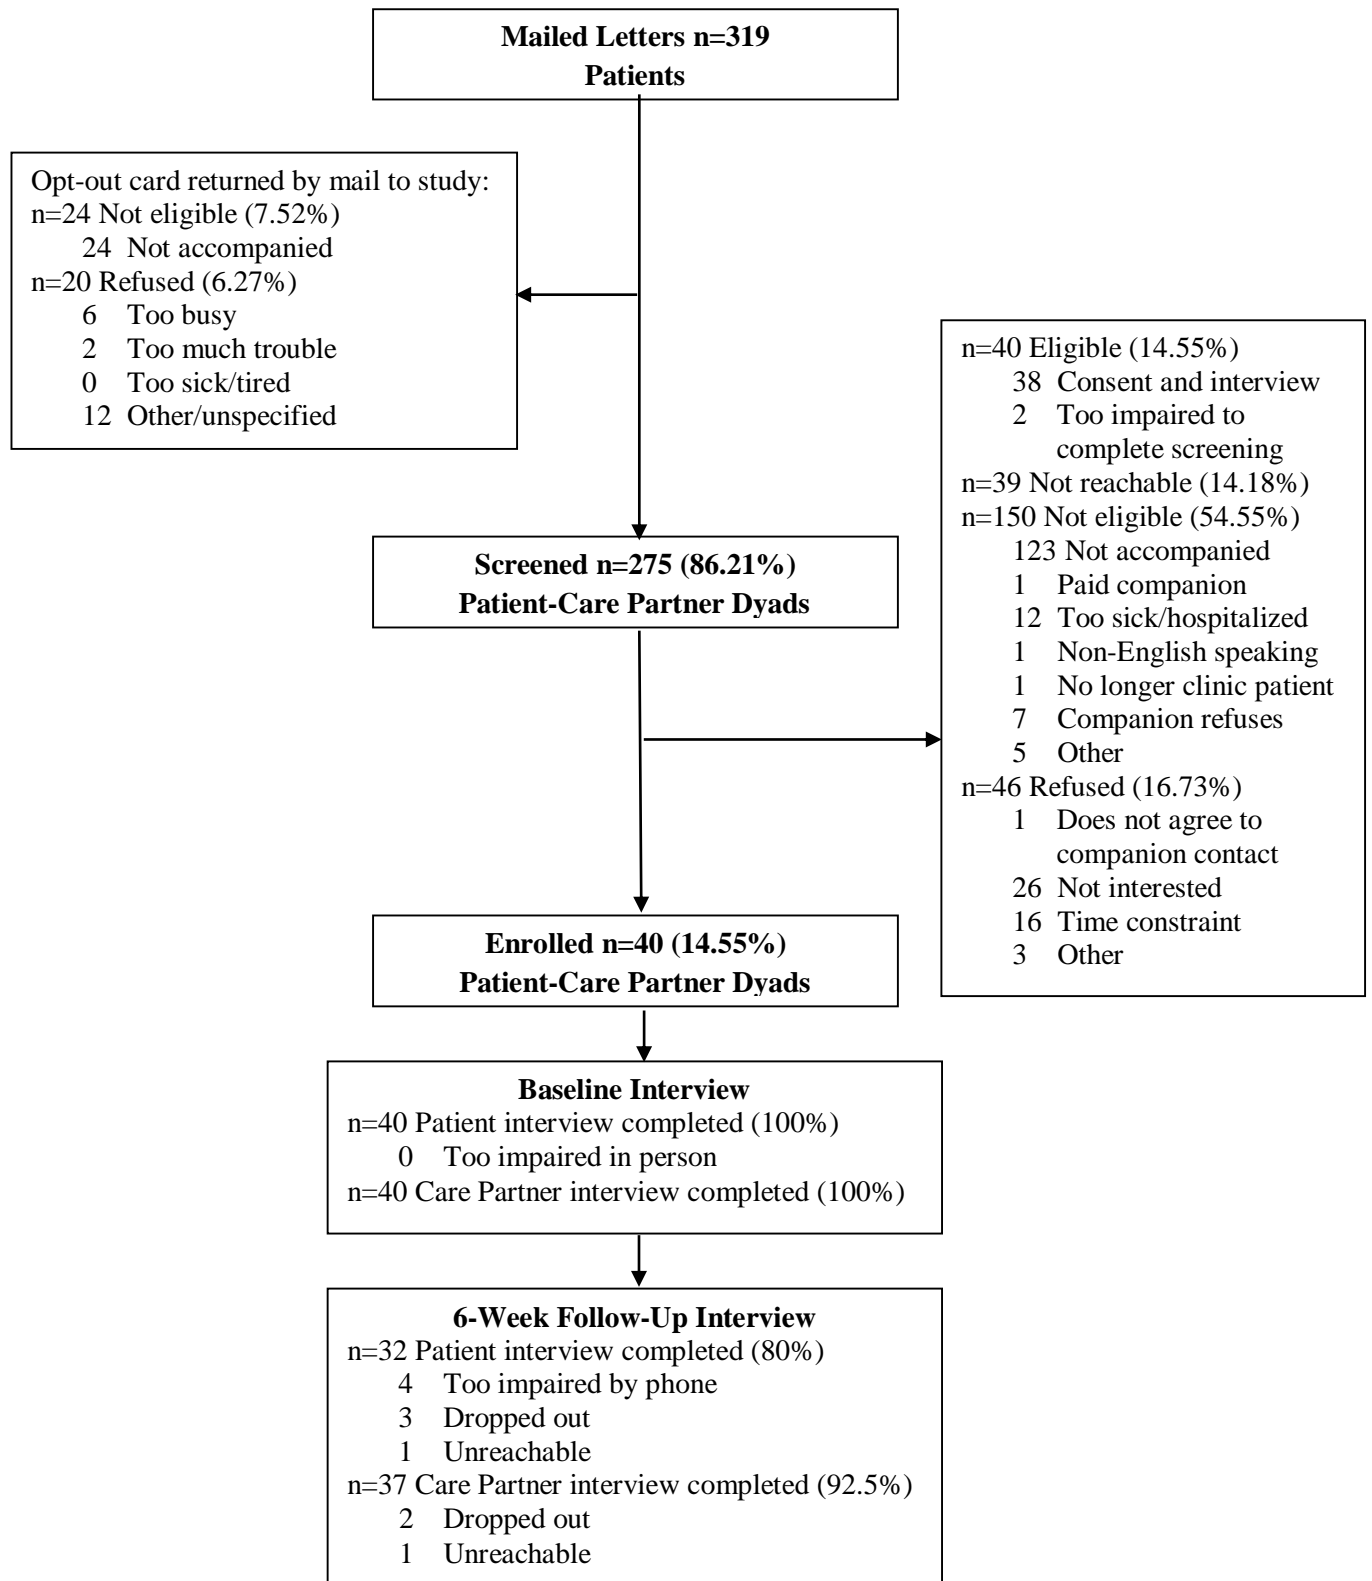 Mailed Letters n=319
Patients
Opt-out card returned by mail to study:
n=24 Not eligible (7.52%)
24 Not accompanied
n=20 Refused (6.27%)
6 Too busy
2 Too much trouble
0 Too sick/tired
12 Other/unspecified
n=40 Eligible (14.55%)
38 Consent and interview
2 Too impaired to
complete screening
n=39 Not reachable (14.18%)
n=150 Not eligible (54.55%)
123 Not accompanied
1 Paid companion
12 Too sick/hospitalized
1 Non-English speaking
1 No longer clinic patient
7 Companion refuses
5 Other
n=46 Refused (16.73%)
1 Does not agree to
companion contact
26 Not interested
16 Time constraint
3 Other
Screened n=275 (86.21%)
Patient-Care Partner Dyads
Enrolled n=40 (14.55%)
Patient-Care Partner Dyads
Baseline Interview
n=40 Patient interview completed (100%)
0 Too impaired in person
n=40 Care Partner interview completed (100%)
6-Week Follow-Up Interview
n=32 Patient interview completed (80%)
4 Too impaired by phone
3 Dropped out
1 Unreachable
n=37 Care Partner interview completed (92.5%)
2 Dropped out
1 Unreachable